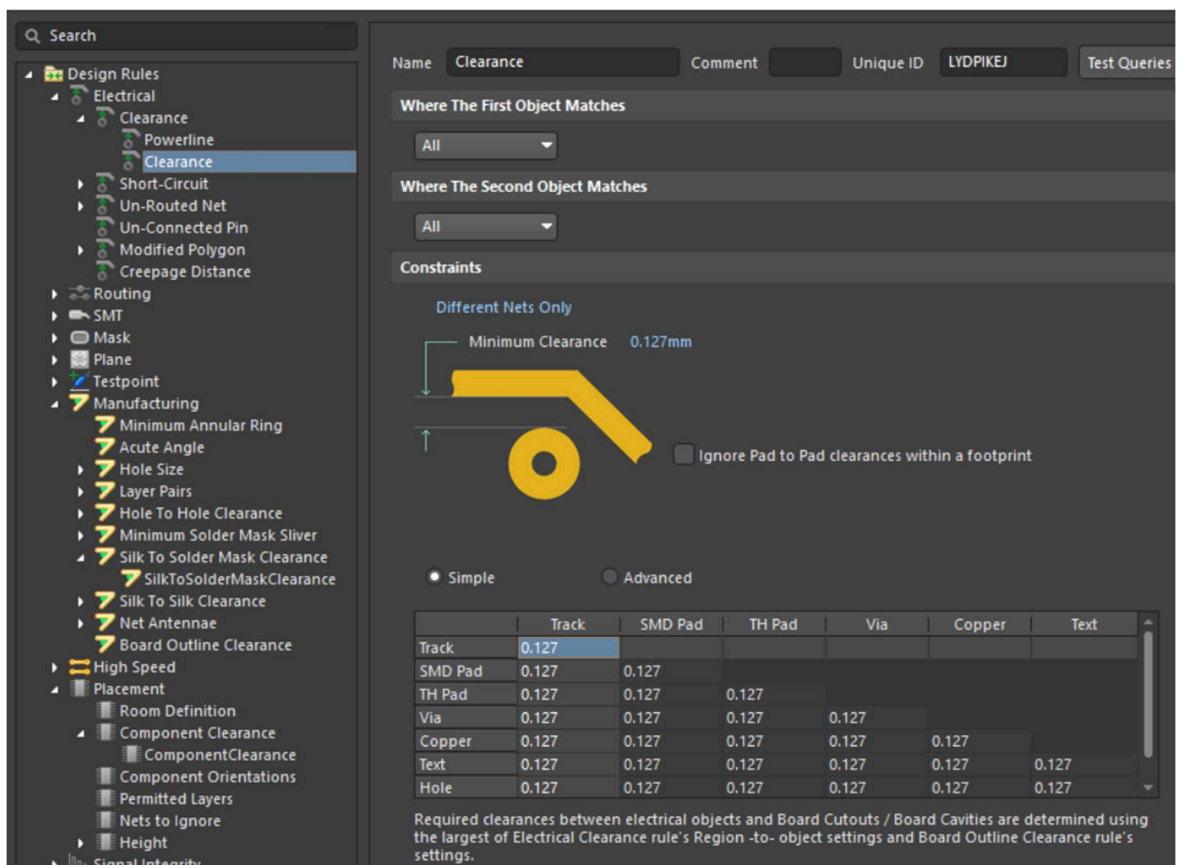 Search
Design Rules
Electrical
Clearance
Powerline
Clearance
Short-Circuit
Un-Routed Net
Un-Connected Pin
Modified Polygon
Creepage Distance
Routing
SMT
Mask
Plane
Testpoint
Manufacturing
Minimum Annular Ring
Acute Angle
Hole Size
Layer Pairs
Hole To Hole Clearance
Minimum Solder Mask Sliver
Silk To Solder Mask Clearance
SilkToSolderMaskClearance
Silk To Silk Clearance
Net Antennae
Board Outline Clearance
High Speed
Placement
Room Definition
Component Clearance
ComponentClearance
Component Orientations
Permitted Layers
Nets to Ignore
Height
Signal Integrity
Name Clearance Comment Unique ID LYDPIKEJ Test Queries
Where The First Object Matches
All
Where The Second Object Matches
All
Constraints
Different Nets Only
Minimum Clearance 0.127mm
Ignore Pad to Pad clearances within a footprint
Simple Advanced
Track SMD Pad TH Pad Via Copper Text
Track 0.127
SMD Pad 0.127 0.127
TH Pad 0.127 0.127 0.127
Via 0.127 0.127 0.127 0.127
Copper 0.127 0.127 0.127 0.127 0.127
Text 0.127 0.127 0.127 0.127 0.127 0.127
Hole 0.127 0.127 0.127 0.127 0.127 0.127
Required clearances between electrical objects and Board Cutouts / Board Cavities are determined using
the largest of Electrical Clearance rule's Region -to- object settings and Board Outline Clearance rule's
settings.